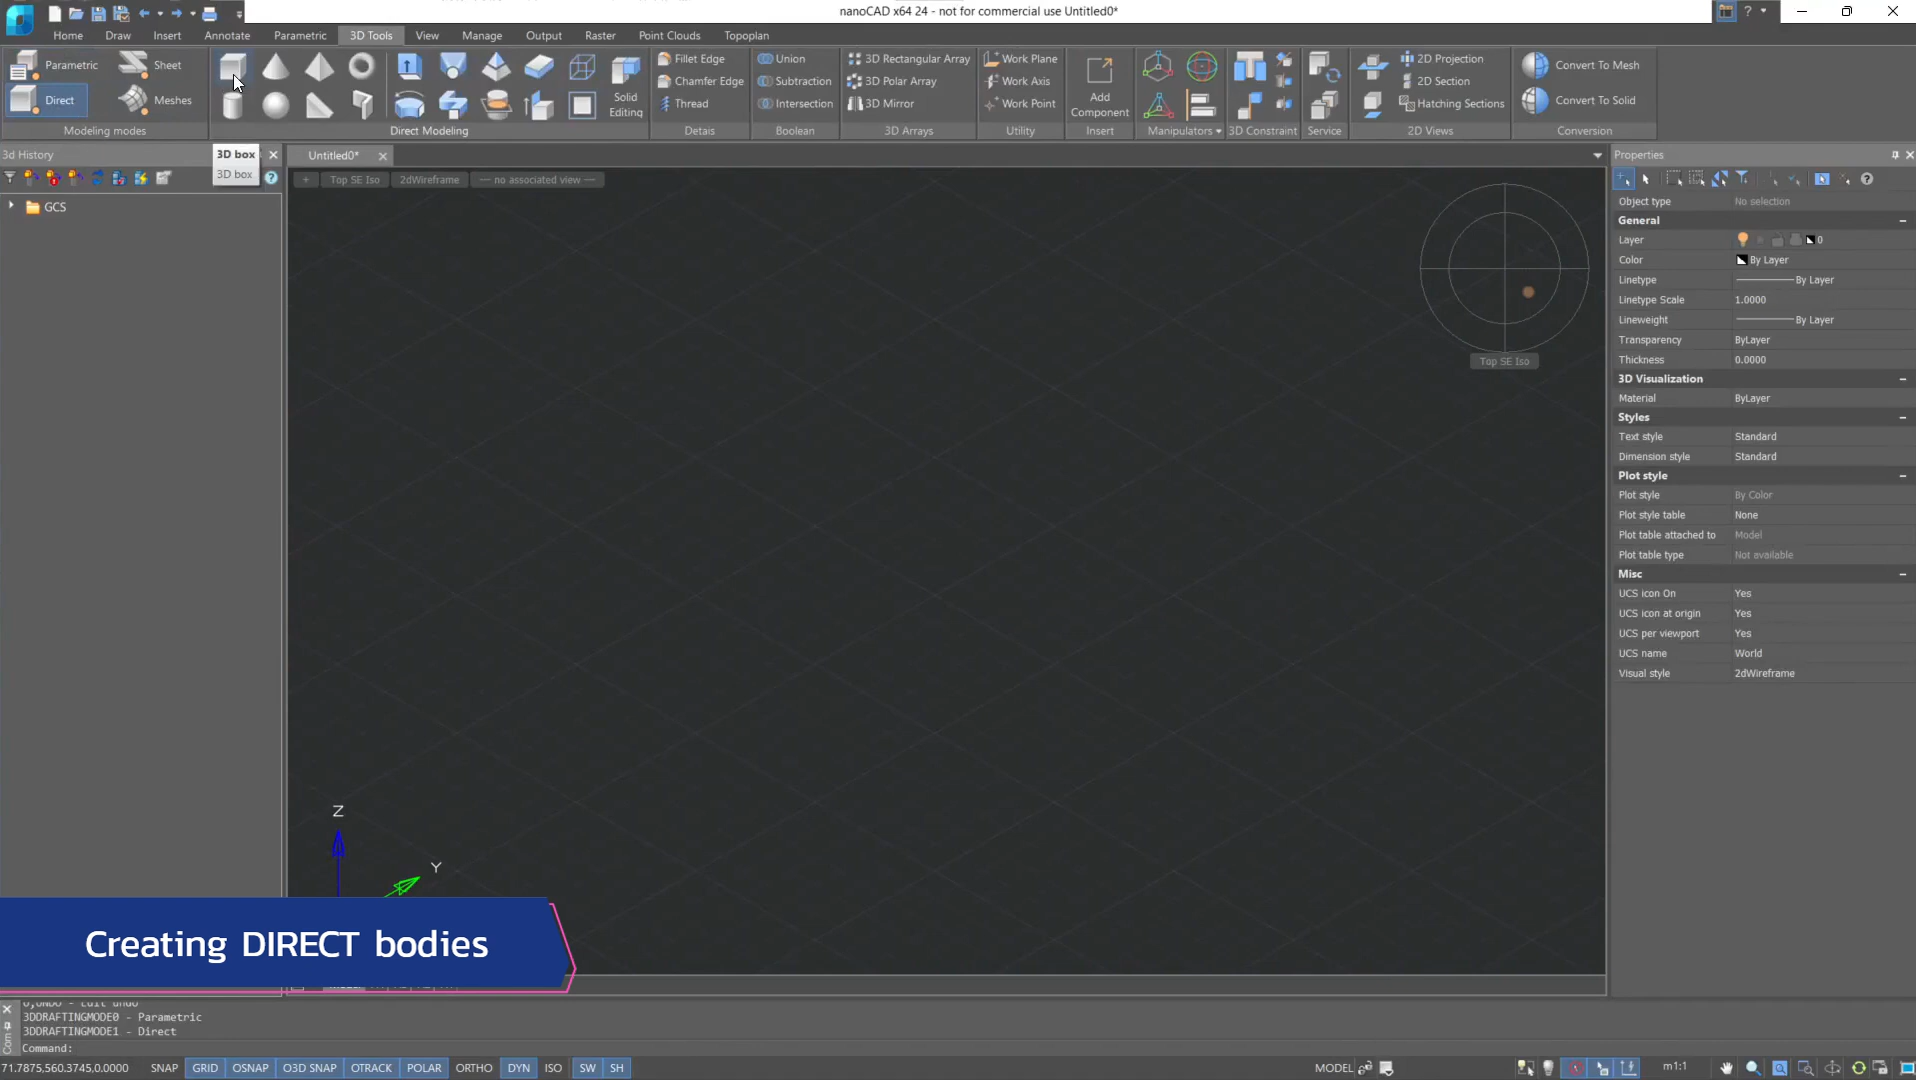 nanoCAD x64 24 - not for commercial use Untitled0*
Home Draw Insert Annotate Parametric 3D Tools View Manage Output Raster Point Clouds Topoplan
Parametric Sheet
Direct Meshes
Modeling modes
Solid
Editing
Direct Modeling
Fillet Edge
Chamfer Edge
Thread
Detais
Union
Subtraction
Intersection
Boolean
3D Rectangular Array
3D Polar Array
3D Mirror
3D Arrays
Work Plane
Work Axis
Work Point
Utility
Add
Component
Insert
Manipulators
3D Constraint
Service
2D Projection
2D Section
Hatching Sections
2D Views
Convert To Mesh
Convert To Solid
Conversion
3d History
3D box
3D box
GCS
Untitled0*
+ Top SE Iso 2dWireframe — no associated view —
Top SE Iso
Z
Y
Properties
Object type No selection
General
Layer 0
Color By Layer
Linetype By Layer
Linetype Scale 1.0000
Lineweight By Layer
Transparency ByLayer
Thickness 0.0000
3D Visualization
Material ByLayer
Styles
Text style Standard
Dimension style Standard
Plot style
Plot style By Color
Plot style table None
Plot table attached to Model
Plot table type Not available
Misc
UCS icon On Yes
UCS icon at origin Yes
UCS per viewport Yes
UCS name World
Visual style 2dWireframe
Creating DIRECT bodies
3DDRAFTINGMODE0 - Parametric
3DDRAFTINGMODE1 - Direct
Command:
71.7875,560.3745,0.0000 SNAP GRID OSNAP O3D SNAP OTRACK POLAR ORTHO DYN ISO SW SH MODEL m1:1